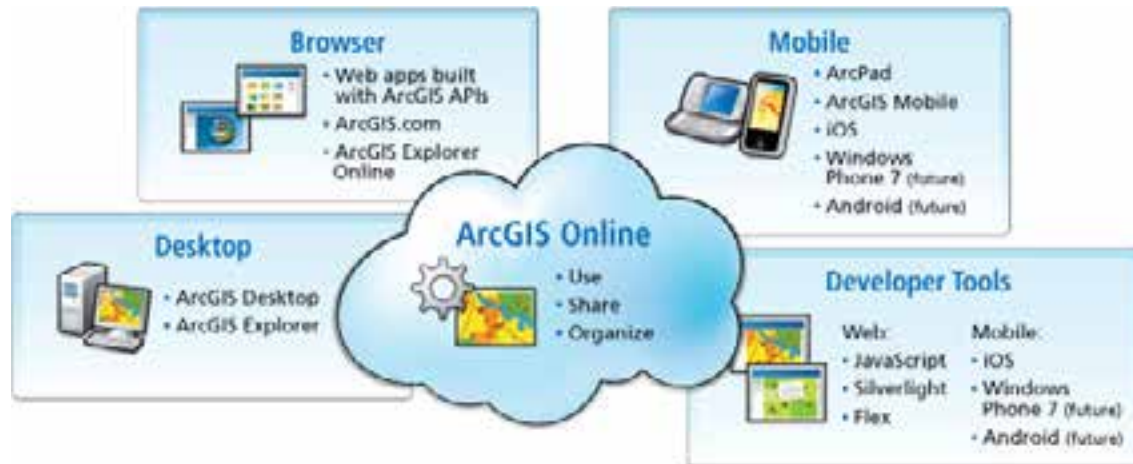 Browser
• Web apps built
with ArcGIS APIs
• ArcGIS.com
• ArcGIS Explorer
Online
Mobile
• ArcPad
• ArcGIS Mobile
• iOS
• Windows
Phone 7 (future)
• Android (future)
Desktop
• ArcGIS Desktop
• ArcGIS Explorer
ArcGIS Online
• Use
• Share
• Organize
Developer Tools
Web:
• JavaScript
• Silverlight
• Flex
Mobile:
• iOS
• Windows
Phone 7 (future)
• Android (future)